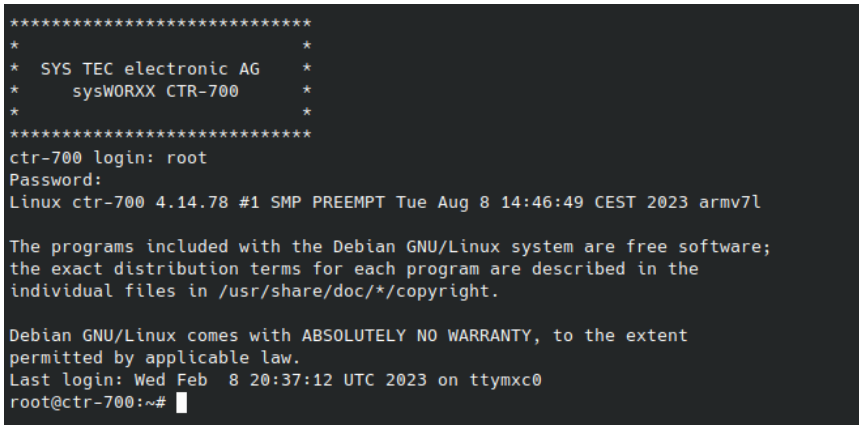 *****************************
*                           *
*  SYS TEC electronic AG    *
*     sysWORXX CTR-700      *
*                           *
*****************************
ctr-700 login: root
Password:
Linux ctr-700 4.14.78 #1 SMP PREEMPT Tue Aug 8 14:46:49 CEST 2023 armv7l

The programs included with the Debian GNU/Linux system are free software;
the exact distribution terms for each program are described in the
individual files in /usr/share/doc/*/copyright.

Debian GNU/Linux comes with ABSOLUTELY NO WARRANTY, to the extent
permitted by applicable law.
Last login: Wed Feb  8 20:37:12 UTC 2023 on ttymxc0
root@ctr-700:~#